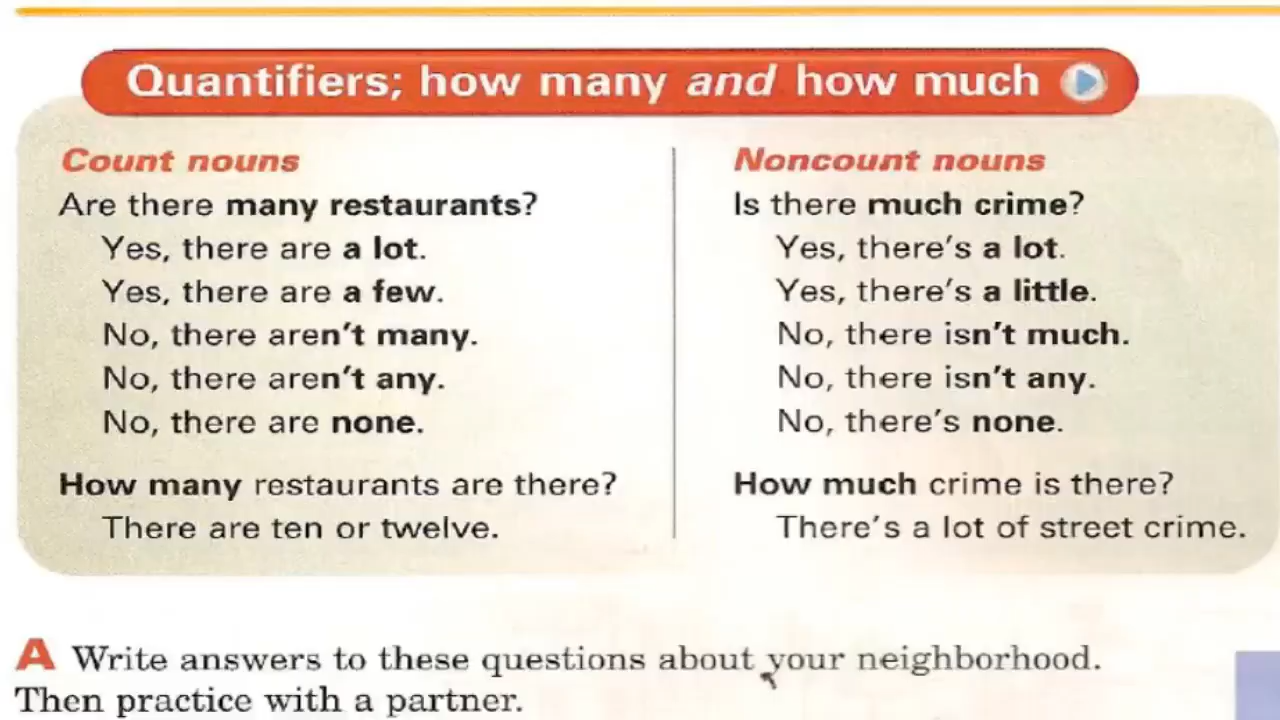 Quantifiers; how many and how much
Count nouns
Are there many restaurants?
Yes, there are a lot.
Yes, there are a few.
No, there aren't many.
No, there aren't any.
No, there are none.
How many restaurants are there?
There are ten or twelve.
Noncount nouns
Is there much crime?
Yes, there's a lot.
Yes, there's a little.
No, there isn't much.
No, there isn't any.
No, there's none.
How much crime is there?
There's a lot of street crime.
A Write answers to these questions about your neighborhood.
Then practice with a partner.